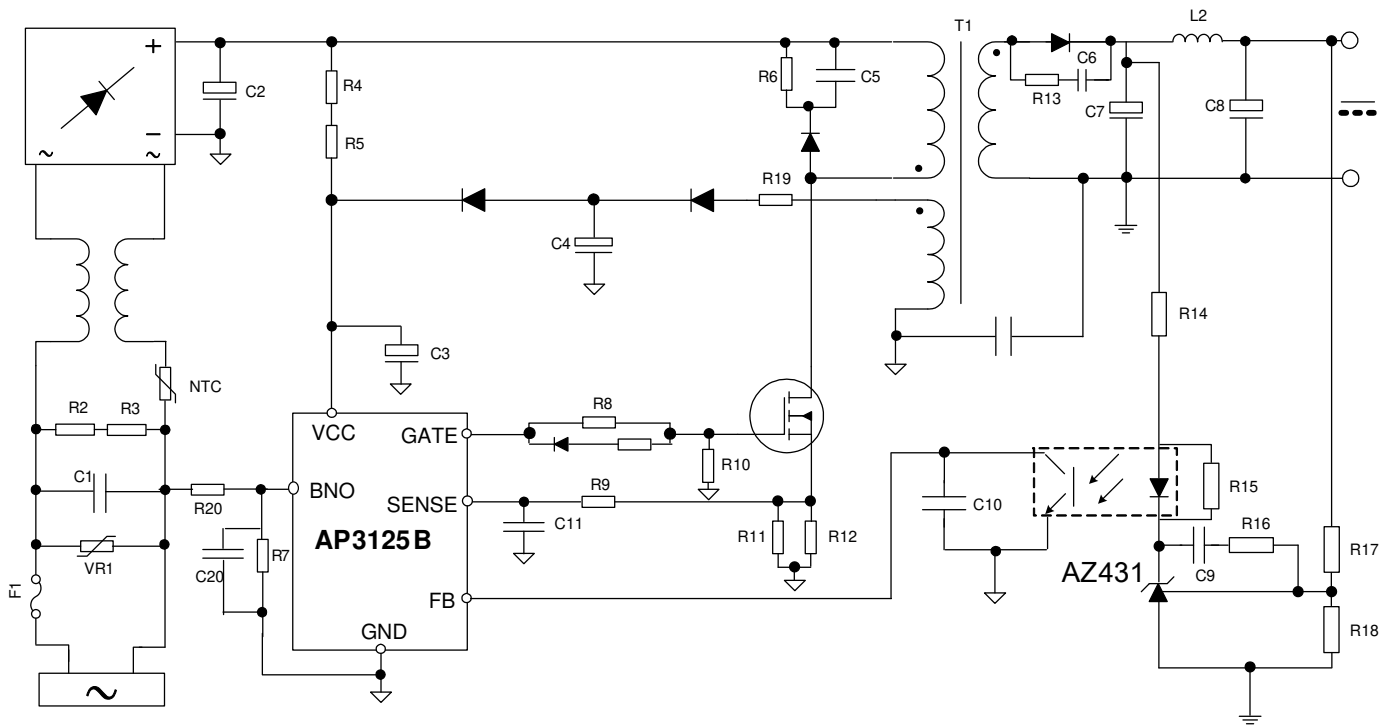 T1
L2
+
C2
R4
R6
C5
R13
C6
C7
C8
−
~
~
R5
R19
C4
R14
C3
NTC
R2
R3
VCC
GATE
R8
R10
C1
R20
BNO
SENSE
R9
C10
R15
AP3125B
C11
R11
R12
R16
R17
VR1
C20
R7
C9
AZ431
F1
FB
R18
GND
~